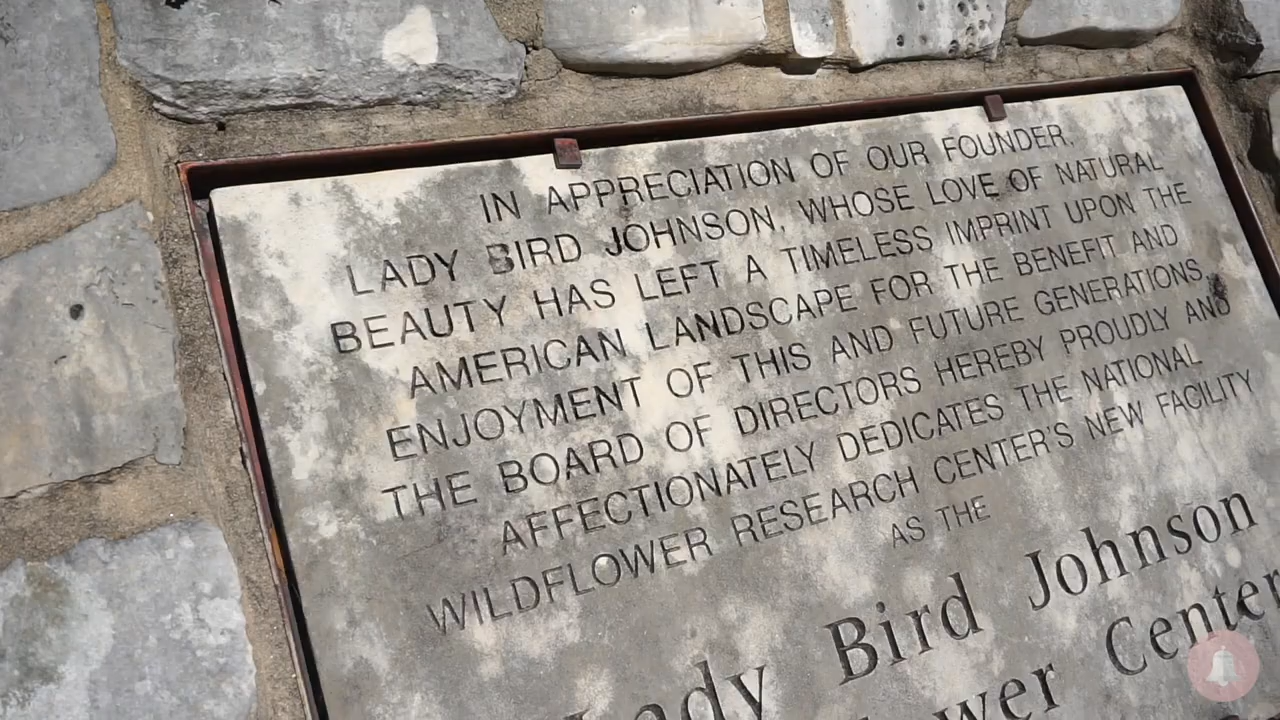 IN APPRECIATION OF OUR FOUNDER,
LADY BIRD JOHNSON, WHOSE LOVE OF NATURAL
BEAUTY HAS LEFT A TIMELESS IMPRINT UPON THE
AMERICAN LANDSCAPE FOR THE BENEFIT AND
ENJOYMENT OF THIS AND FUTURE GENERATIONS,
THE BOARD OF DIRECTORS HEREBY PROUDLY AND
AFFECTIONATELY DEDICATES THE NATIONAL
WILDFLOWER RESEARCH CENTER'S NEW FACILITY
AS THE
Lady Bird Johnson
ower Center